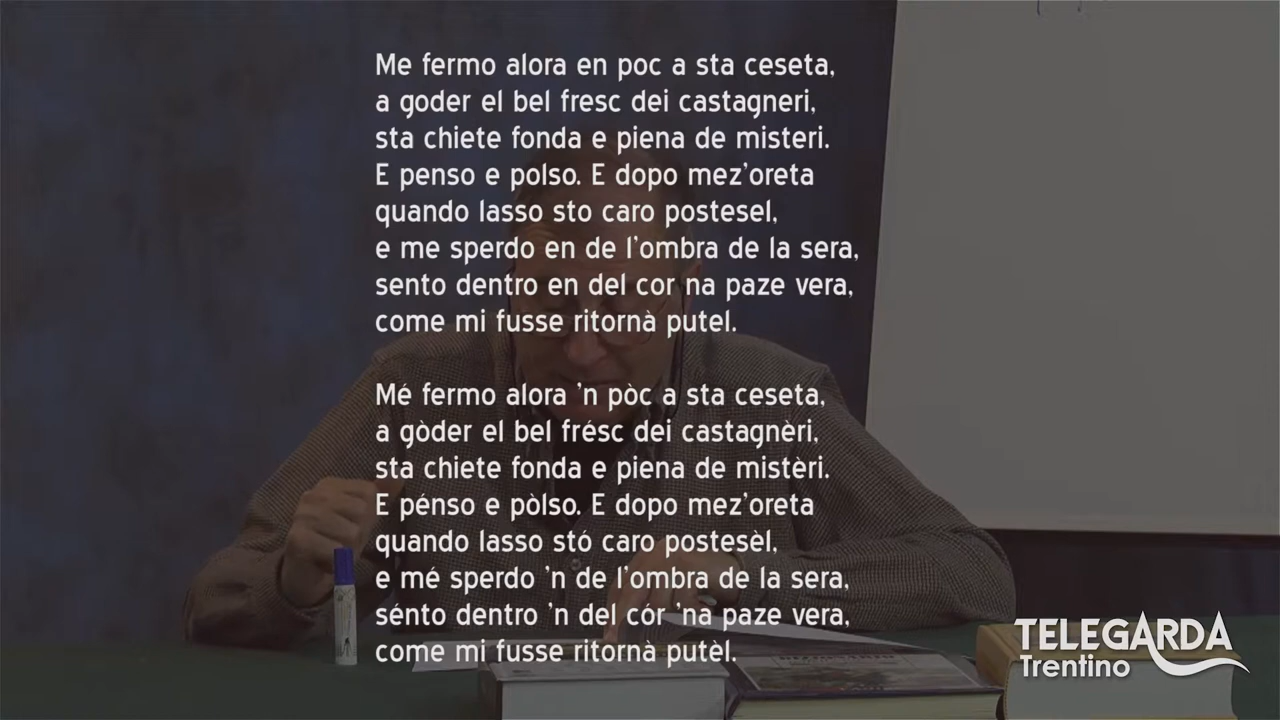 Me fermo alora en poc a sta ceseta,
a goder el bel fresc dei castagneri,
sta chiete fonda e piena de misteri.
E penso e polso. E dopo mez'oreta
quando lasso sto caro postesel,
e me sperdo en de l'ombra de la sera,
sento dentro en del cor na paze vera,
come mi fusse ritornà putel.
Mé fermo alora 'n pòc a sta ceseta,
a gòder el bel frésc dei castagnèri,
sta chiete fonda e piena de mistèri.
E pénso e pòlso. E dopo mez'oreta
quando lasso stó caro postesèl,
e mé sperdo 'n de l'ombra de la sera,
sénto dentro 'n del cór 'na paze vera,
come mi fusse ritornà putèl.
TELEGARDA
Trentino